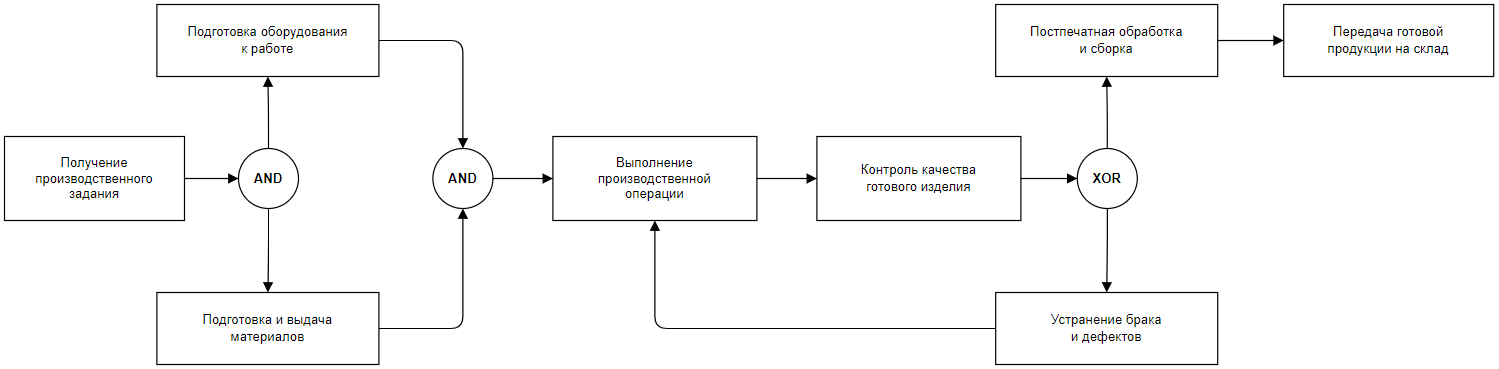 Подготовка оборудования
к работе
Постпечатная обработка
и сборка
Передача готовой
продукции на склад
Получение
производственного
задания
AND
AND
Выполнение
производственной
операции
Контроль качества
готового изделия
XOR
Подготовка и выдача
материалов
Устранение брака
и дефектов